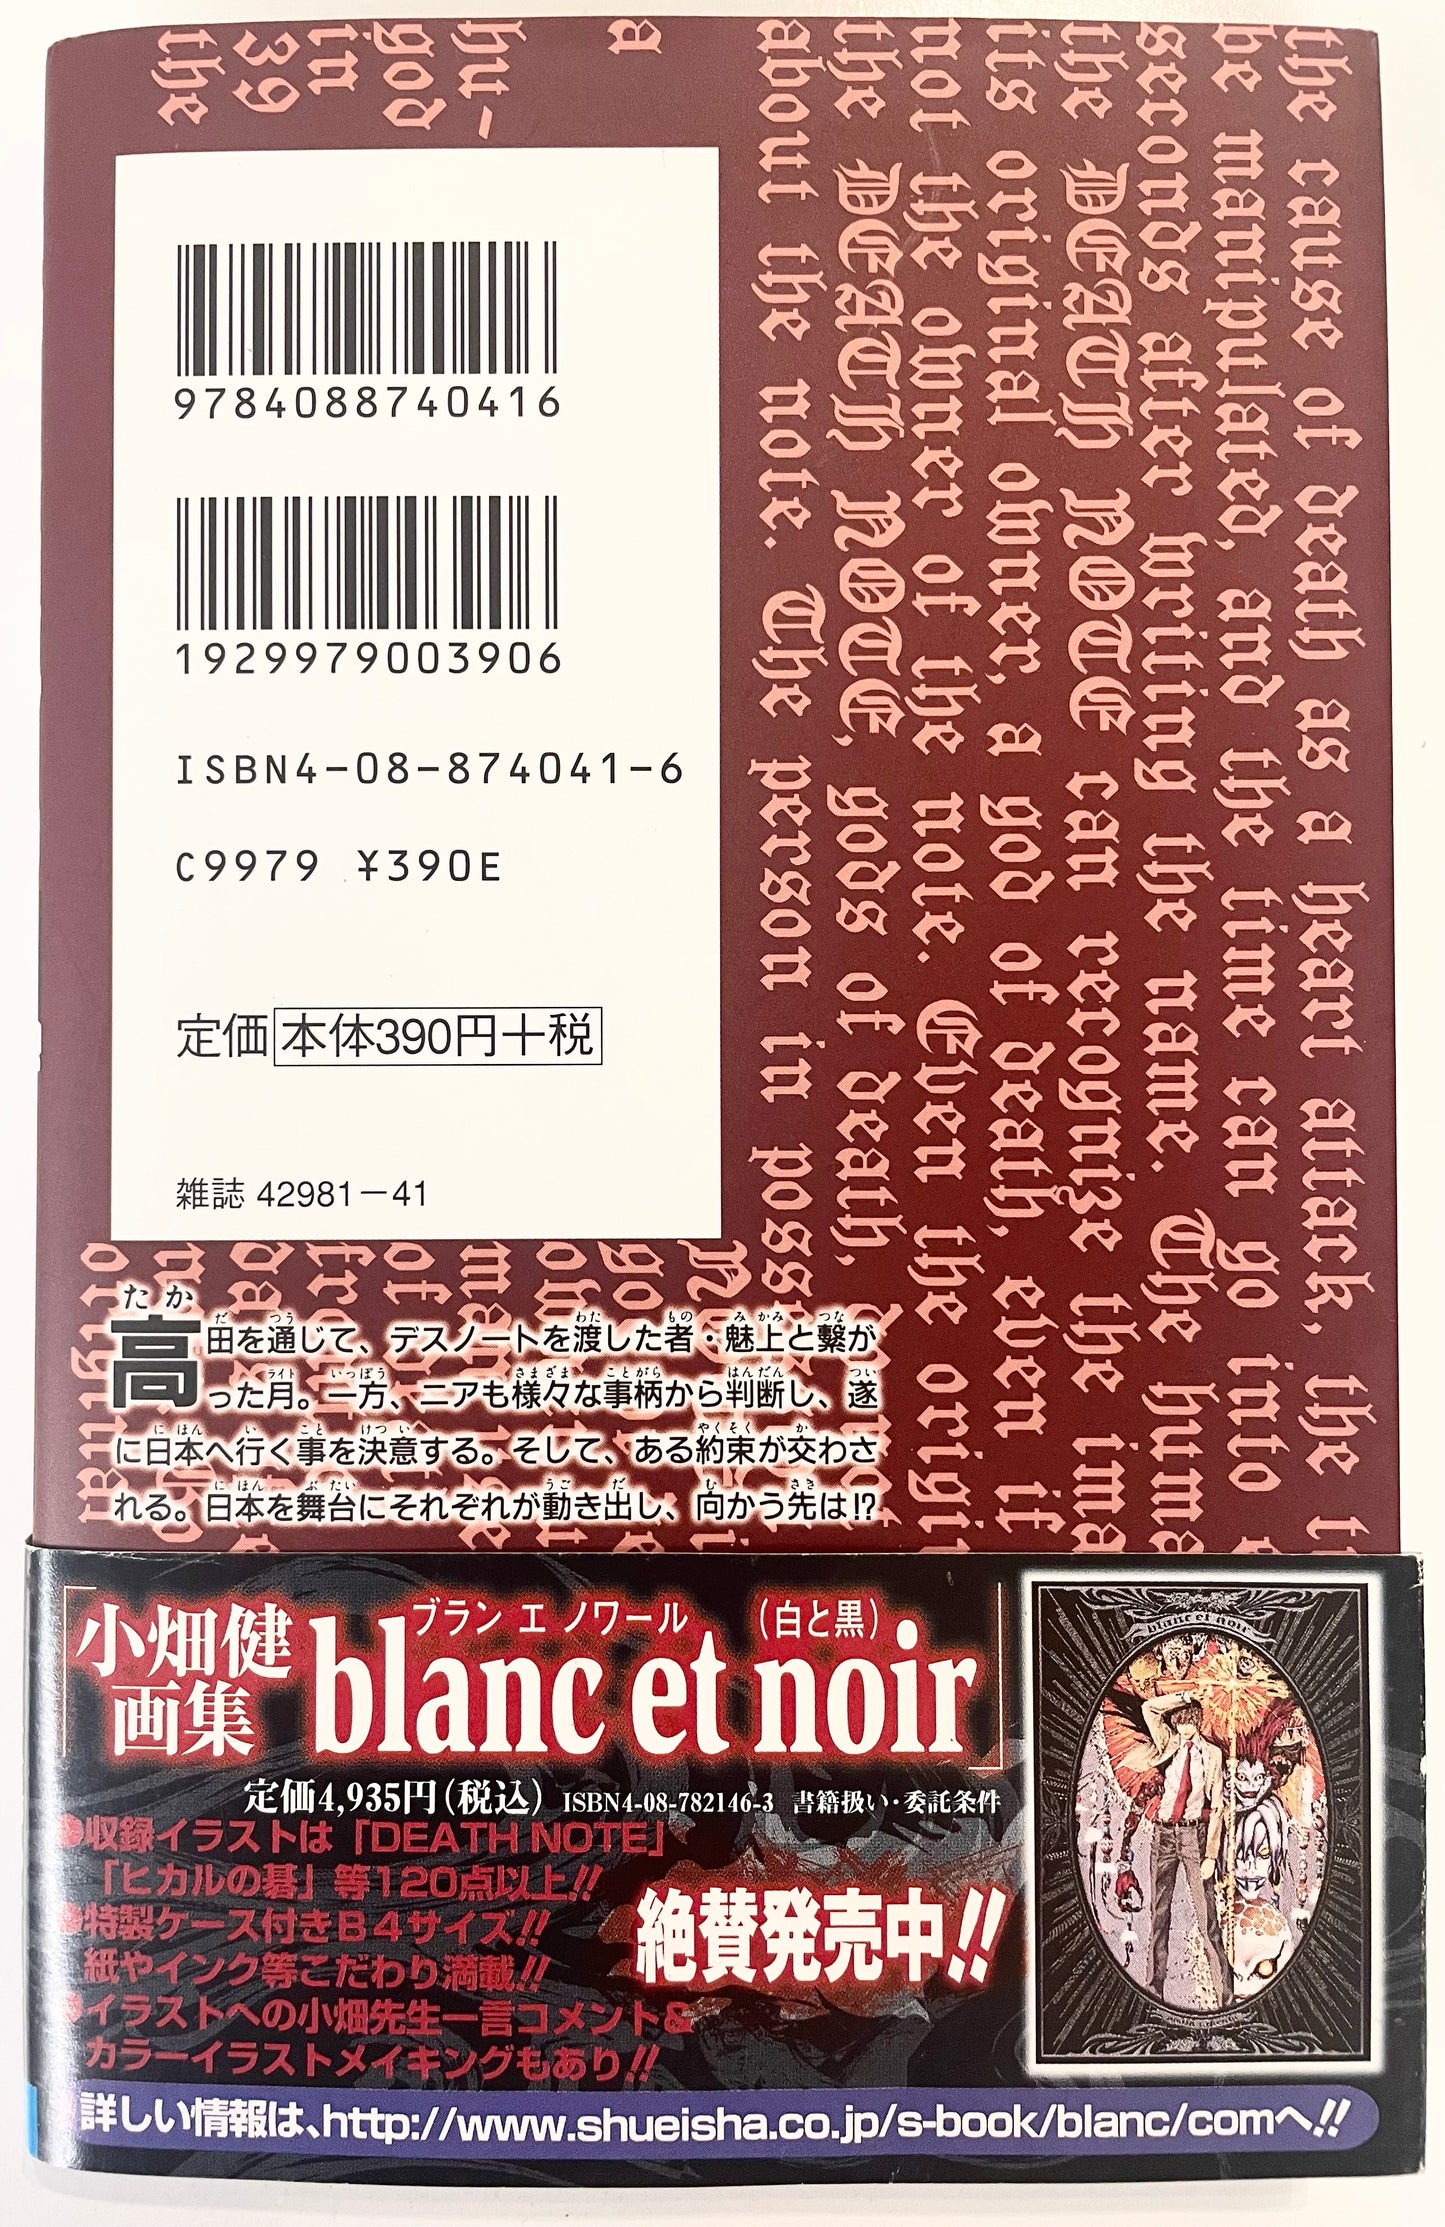 the cause of death as a heart attack, the
be manipulated, and the time can go into
seconds after writing the name. The huma
the DEATH NOTE can recognize the
its original owner, a god of death, even if
not the owner of the note. Even the origi
the DEATH NOTE, gods of death,
about the note. The person in poss
a
hu-
god
in
39
the
9784088740416
1929979003906
ISBN4-08-874041-6
C9979 ¥390E
定価 本体390円+税
雑誌 42981-41
高田を通じて、デスノートを渡した者・魅上と繋が
った月。一方、ニアも様々な事柄から判断し、遂
に日本へ行く事を決意する。そして、ある約束が交わさ
れる。日本を舞台にそれぞれが動き出し、向かう先は!?
「小畑健
画集
ブラン エ ノワール (白と黒)
blanc et noir」
定価4,935円(税込) ISBN4-08-782146-3 書籍扱い・委託条件
●収録イラストは「DEATH NOTE」
「ヒカルの碁」等120点以上!!
●特製ケース付きB4サイズ!!
紙やインク等こだわり満載!!
●イラストへの小畑先生一言コメント&
カラーイラストメイキングもあり!!
絶賛発売中!!
blanc et noir
詳しい情報は、http://www.shueisha.co.jp/s-book/blanc/comへ!!